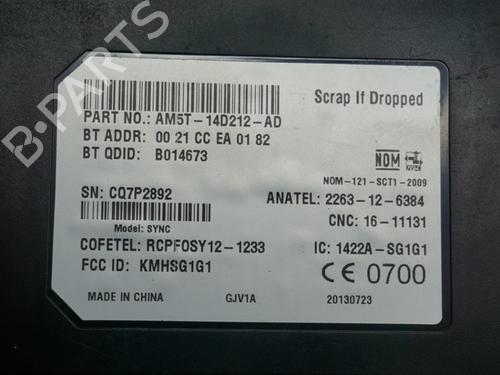 B-PARTS
Scrap If Dropped
PART NO.: AM5T-14D212-AD
BT ADDR: 00 21 CC EA 01 82
BT QDID: B014673
NOM
NYCE
NOM-121-SCT1-2009
SN: CQ7P2892
ANATEL: 2263-12-6384
Model: SYNC
CNC: 16-11131
COFETEL: RCPFOSY12-1233
IC: 1422A-SG1G1
FCC ID: KMHSG1G1
CE 0700
MADE IN CHINA
GJV1A
20130723